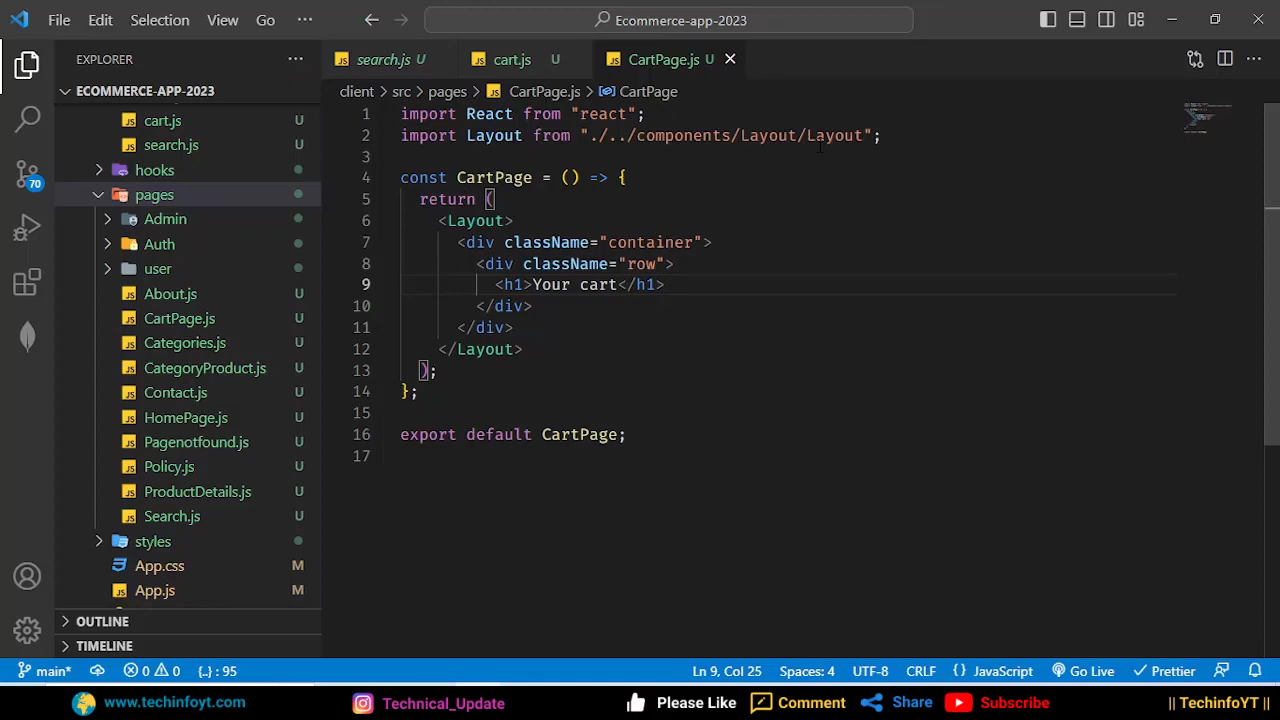 File Edit Selection View Go ··· Ecommerce-app-2023
EXPLORER ···
ECOMMERCE-APP-2023
cart.js U
search.js U
hooks
pages
Admin
Auth
user
About.js U
CartPage.js U
Categories.js U
CategoryProduct.js U
Contact.js U
HomePage.js U
Pagenotfound.js U
Policy.js U
ProductDetails.js U
Search.js U
styles
App.css M
App.js M
OUTLINE
TIMELINE
70
JS search.js U JS cart.js U JS CartPage.js U
client > src > pages > JS CartPage.js > CartPage
1 import React from "react";
2 import Layout from "./../components/Layout/Layout";
3
4 const CartPage = () => {
5 return (
6 <Layout>
7 <div className="container">
8 <div className="row">
9 <h1>Your cart</h1>
10 </div>
11 </div>
12 </Layout>
13 );
14 };
15
16 export default CartPage;
17
main* 0 0 {..} : 95 Ln 9, Col 25 Spaces: 4 UTF-8 CRLF {} JavaScript Go Live Prettier
www.techinfoyt.com Technical_Update Please Like Comment Share Subscribe || TechinfoYT ||